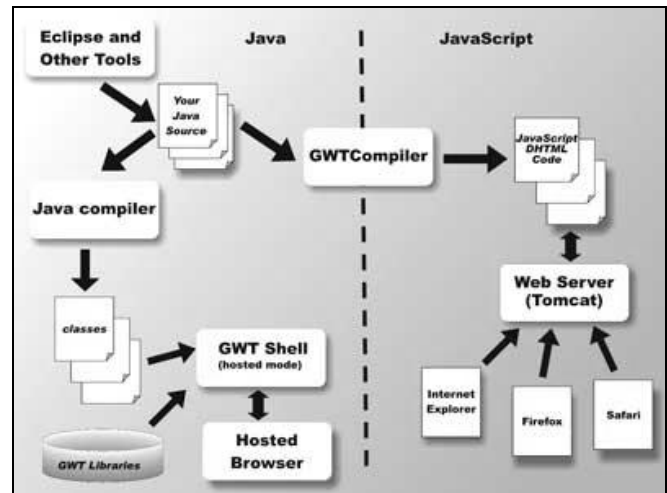 Eclipse and
Other Tools
Java
JavaScript
Your
Java
Source
GWTCompiler
JavaScript
DHTML
Code
Java compiler
Web Server
(Tomcat)
classes
GWT Shell
(hosted mode)
Internet
Explorer
Firefox
Safari
Hosted
Browser
GWT Libraries